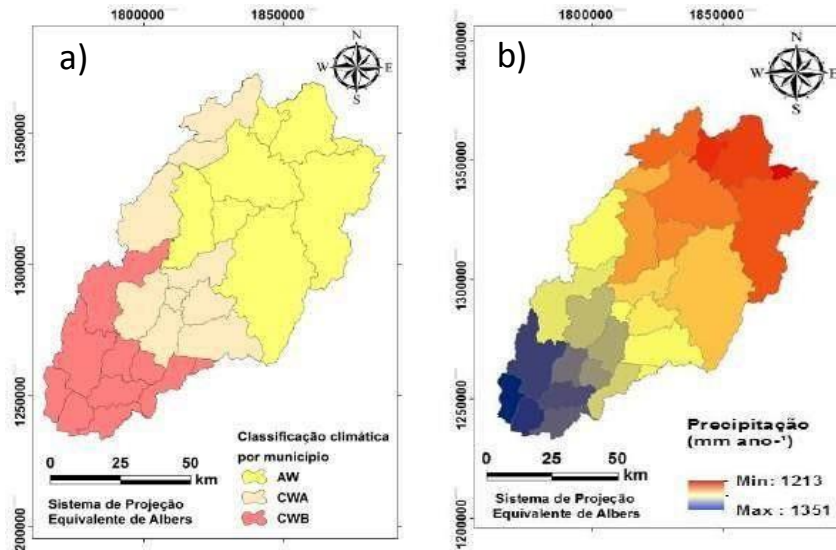 1800000 1850000
a)
N
W E
S
1350000
1300000
1250000
2000000
Classificação climática
por município
AW
CWA
CWB
0 25 50
km
Sistema de Projeção
Equivalente de Albers
1800000 1850000
b)
N
W E
S
1400000
1350000
1300000
1250000
1200000
Precipitação
(mm ano-¹)
Min: 1213
Max : 1351
0 25 50
km
Sistema de Projeção
Equivalente de Albers